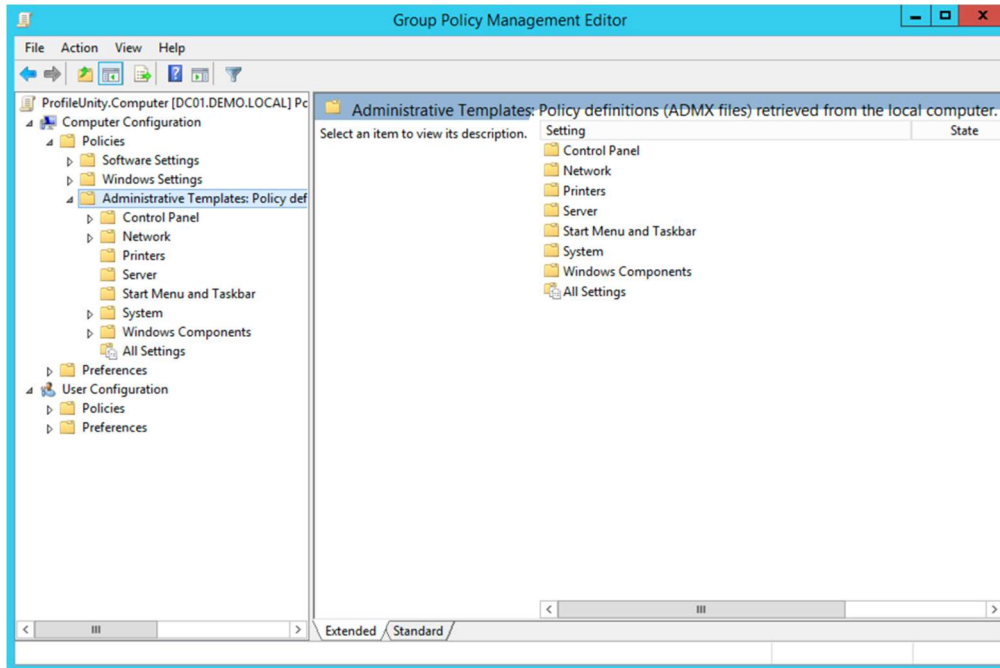 Group Policy Management Editor
File Action View Help
ProfileUnity.Computer [DC01.DEMO.LOCAL] Pc
Computer Configuration
Policies
Software Settings
Windows Settings
Administrative Templates: Policy def
Control Panel
Network
Printers
Server
Start Menu and Taskbar
System
Windows Components
All Settings
Preferences
User Configuration
Policies
Preferences
Administrative Templates: Policy definitions (ADMX files) retrieved from the local computer.
Select an item to view its description.
Setting State
Control Panel
Network
Printers
Server
Start Menu and Taskbar
System
Windows Components
All Settings
Extended Standard